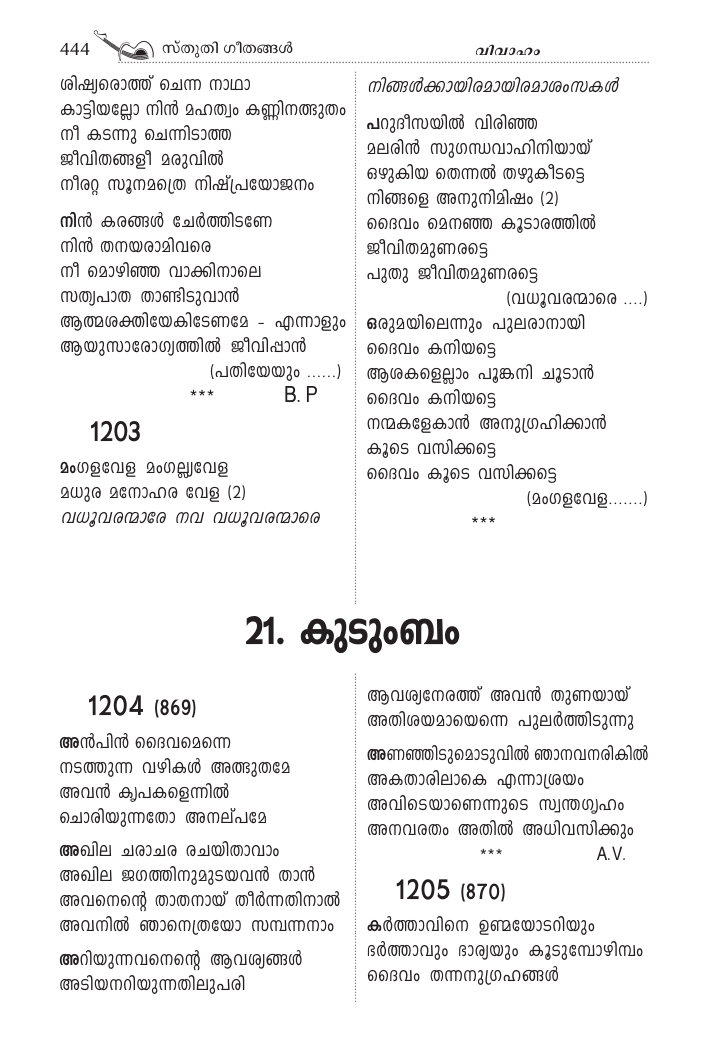 444 സ്തുതി ഗീതങ്ങൾ വിവാഹം
ശിഷ്യരൊത്ത് ചെന്ന നാഥാ
കാട്ടിയല്ലോ നിൻ മഹത്വം കണ്ണിനത്ഭുതം
നീ കടന്നു ചെന്നിടാത്ത
ജീവിതങ്ങളീ മരുവിൽ
നീരറ്റ സൂനമത്രെ നിഷ്പ്രയോജനം
നിൻ കരങ്ങൾ ചേർത്തിടണേ
നിൻ തനയരാമിവരെ
നീ മൊഴിഞ്ഞ വാക്കിനാലെ
സത്യപാത താണ്ടിടുവാൻ
ആത്മശക്തിയേകിടേണമേ – എന്നാളും
ആയുസാരോഗ്യത്തിൽ ജീവിപ്പാൻ
(പതിയേയും ......)
*** B. P
1203
മംഗളവേള മംഗല്ല്യവേള
മധുര മനോഹര വേള (2)
വധൂവരന്മാരേ നവ വധൂവരന്മാരെ
നിങ്ങൾക്കായിരമായിരമാശംസകൾ
പറുദീസയിൽ വിരിഞ്ഞ
മലരിൻ സുഗന്ധവാഹിനിയായ്
ഒഴുകിയ തെന്നൽ തഴുകീടട്ടെ
നിങ്ങളെ അനുനിമിഷം (2)
ദൈവം മെനഞ്ഞ കൂടാരത്തിൽ
ജീവിതമുണരട്ടെ
പുതു ജീവിതമുണരട്ടെ
(വധൂവരന്മാരെ ....)
ഒരുമയിലെന്നും പുലരാനായി
ദൈവം കനിയട്ടെ
ആശകളെല്ലാം പൂങ്കനി ചൂടാൻ
ദൈവം കനിയട്ടെ
നന്മകളേകാൻ അനുഗ്രഹിക്കാൻ
കൂടെ വസിക്കട്ടെ
ദൈവം കൂടെ വസിക്കട്ടെ
(മംഗളവേള.......)
***
21. കുടുംബം
1204 (869)
അൻപിൻ ദൈവമെന്നെ
നടത്തുന്ന വഴികൾ അത്ഭുതമേ
അവൻ കൃപകളെന്നിൽ
ചൊരിയുന്നതോ അനല്പമേ
അഖില ചരാചര രചയിതാവാം
അഖില ജഗത്തിനുമുടയവൻ താൻ
അവനെന്റെ താതനായ് തീർന്നതിനാൽ
അവനിൽ ഞാനെത്രയോ സമ്പന്നനാം
അറിയുന്നവനെന്റെ ആവശ്യങ്ങൾ
അടിയനറിയുന്നതിലുപരി
ആവശ്യനേരത്ത് അവൻ തുണയായ്
അതിശയമായെന്നെ പുലർത്തിടുന്നു
അണഞ്ഞിടുമൊടുവിൽ ഞാനവനരികിൽ
അകതാരിലാകെ എന്നാശ്രയം
അവിടെയാണെന്നുടെ സ്വന്തഗൃഹം
അനവരതം അതിൽ അധിവസിക്കും
*** A.V.
1205 (870)
കർത്താവിനെ ഉണ്മയോടറിയും
ഭർത്താവും ഭാര്യയും കൂടുമ്പോഴിമ്പം
ദൈവം തന്നനുഗ്രഹങ്ങൾ